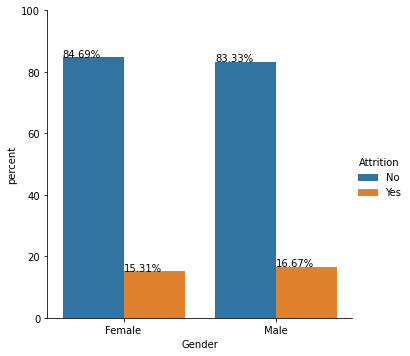 100
80
60
40
20
0
percent
84.69%
15.31%
83.33%
16.67%
Female
Male
Gender
Attrition
No
Yes